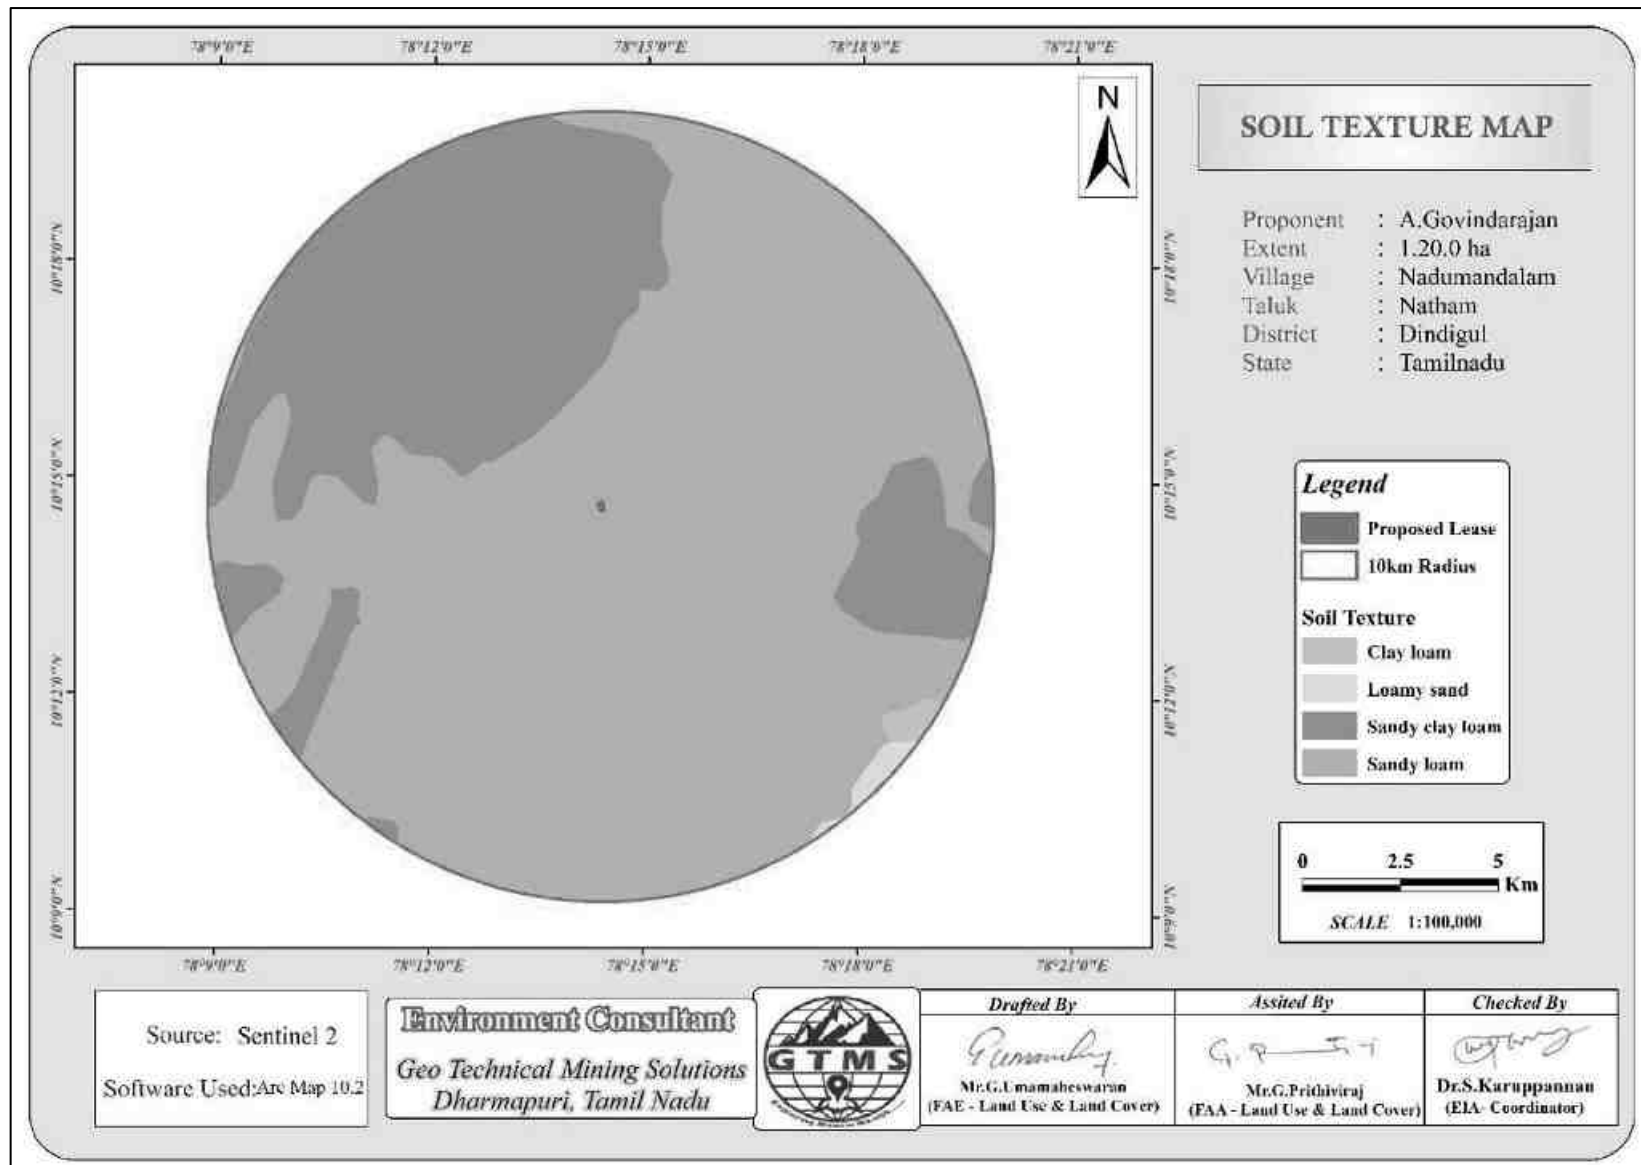 78°9'0"E 78°12'0"E 78°15'0"E 78°18'0"E 78°21'0"E
N
SOIL TEXTURE MAP
Proponent : A.Govindarajan
Extent : 1.20.0 ha
Village : Nadumandalam
Taluk : Natham
District : Dindigul
State : Tamilnadu
10°18'0"N
10°15'0"N
10°12'0"N
10°9'0"N
10°18'0"N
10°15'0"N
10°12'0"N
10°9'0"N
Legend
Proposed Lease
10km Radius
Soil Texture
Clay loam
Loamy sand
Sandy clay loam
Sandy loam
0 2.5 5
Km
SCALE 1:100,000
78°9'0"E 78°12'0"E 78°15'0"E 78°18'0"E 78°21'0"E
Source: Sentinel 2
Software Used:Arc Map 10.2
Environment Consultant
Geo Technical Mining Solutions
Dharmapuri, Tamil Nadu
GTMS
Drafted By
Mr.G.Umamaheswaran
(FAE - Land Use & Land Cover)
Assited By
Mr.G.Prithiviraj
(FAA - Land Use & Land Cover)
Checked By
Dr.S.Karuppannan
(EIA- Coordinator)